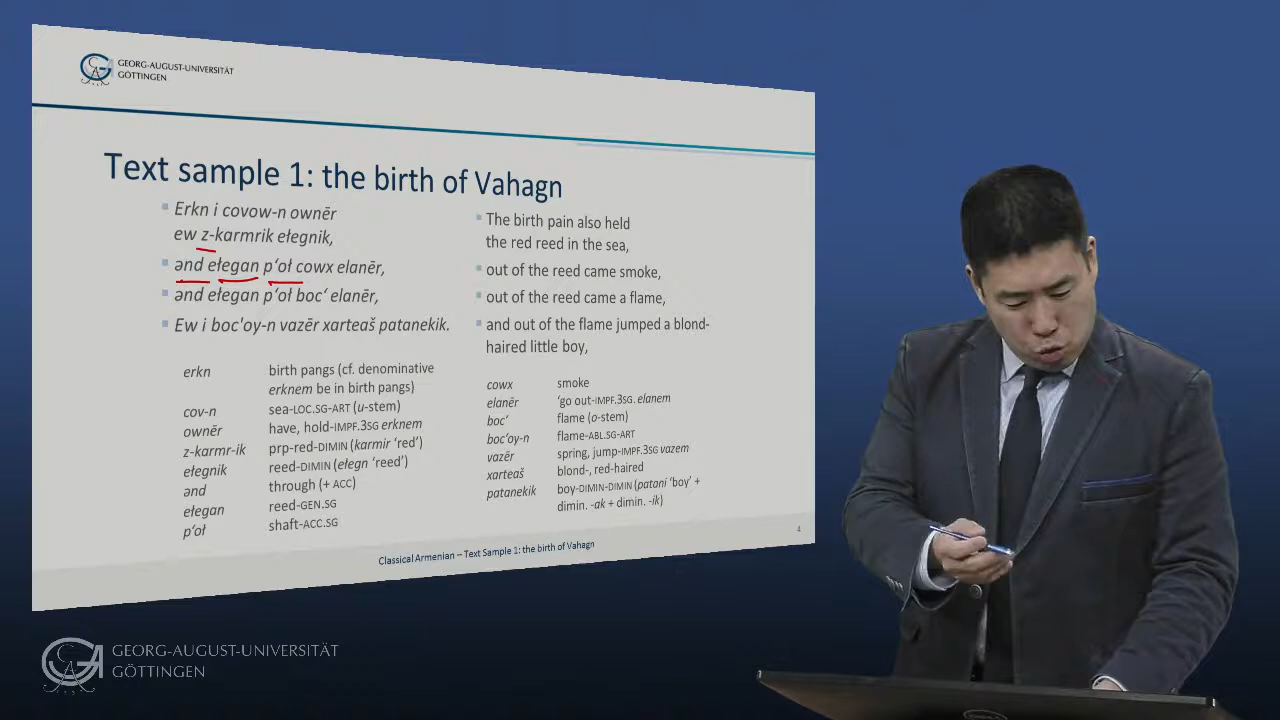 GEORG-AUGUST-UNIVERSITÄT
GÖTTINGEN
Text sample 1: the birth of Vahagn
Erkn i covow-n ownēr
ew z-karmrik ełegnik,
ənd ełegan pʻoł cowx elanēr,
ənd ełegan pʻoł bocʻ elanēr,
Ew i boc'oy-n vazēr xarteaš patanekik.
The birth pain also held
the red reed in the sea,
out of the reed came smoke,
out of the reed came a flame,
and out of the flame jumped a blond-
haired little boy,
erkn birth pangs (cf. denominative
erknem be in birth pangs)
cov-n sea-LOC.SG-ART (u-stem)
ownēr have, hold-IMPF.3SG erknem
z-karmr-ik prp-red-DIMIN (karmir ‘red’)
ełegnik reed-DIMIN (ełegn ‘reed’)
ənd through (+ ACC)
ełegan reed-GEN.SG
pʻoł shaft-ACC.SG
cowx smoke
elanēr ‘go out-IMPF.3SG elanem
bocʻ flame (o-stem)
bocʻoy-n flame-ABL.SG-ART
vazēr spring, jump-IMPF.3SG vazem
xarteaš blond-, red-haired
patanekik boy-DIMIN-DIMIN (patani ‘boy’ +
dimin. -ak + dimin. -ik)
4
Classical Armenian – Text Sample 1: the birth of Vahagn
GEORG-AUGUST-UNIVERSITÄT
GÖTTINGEN